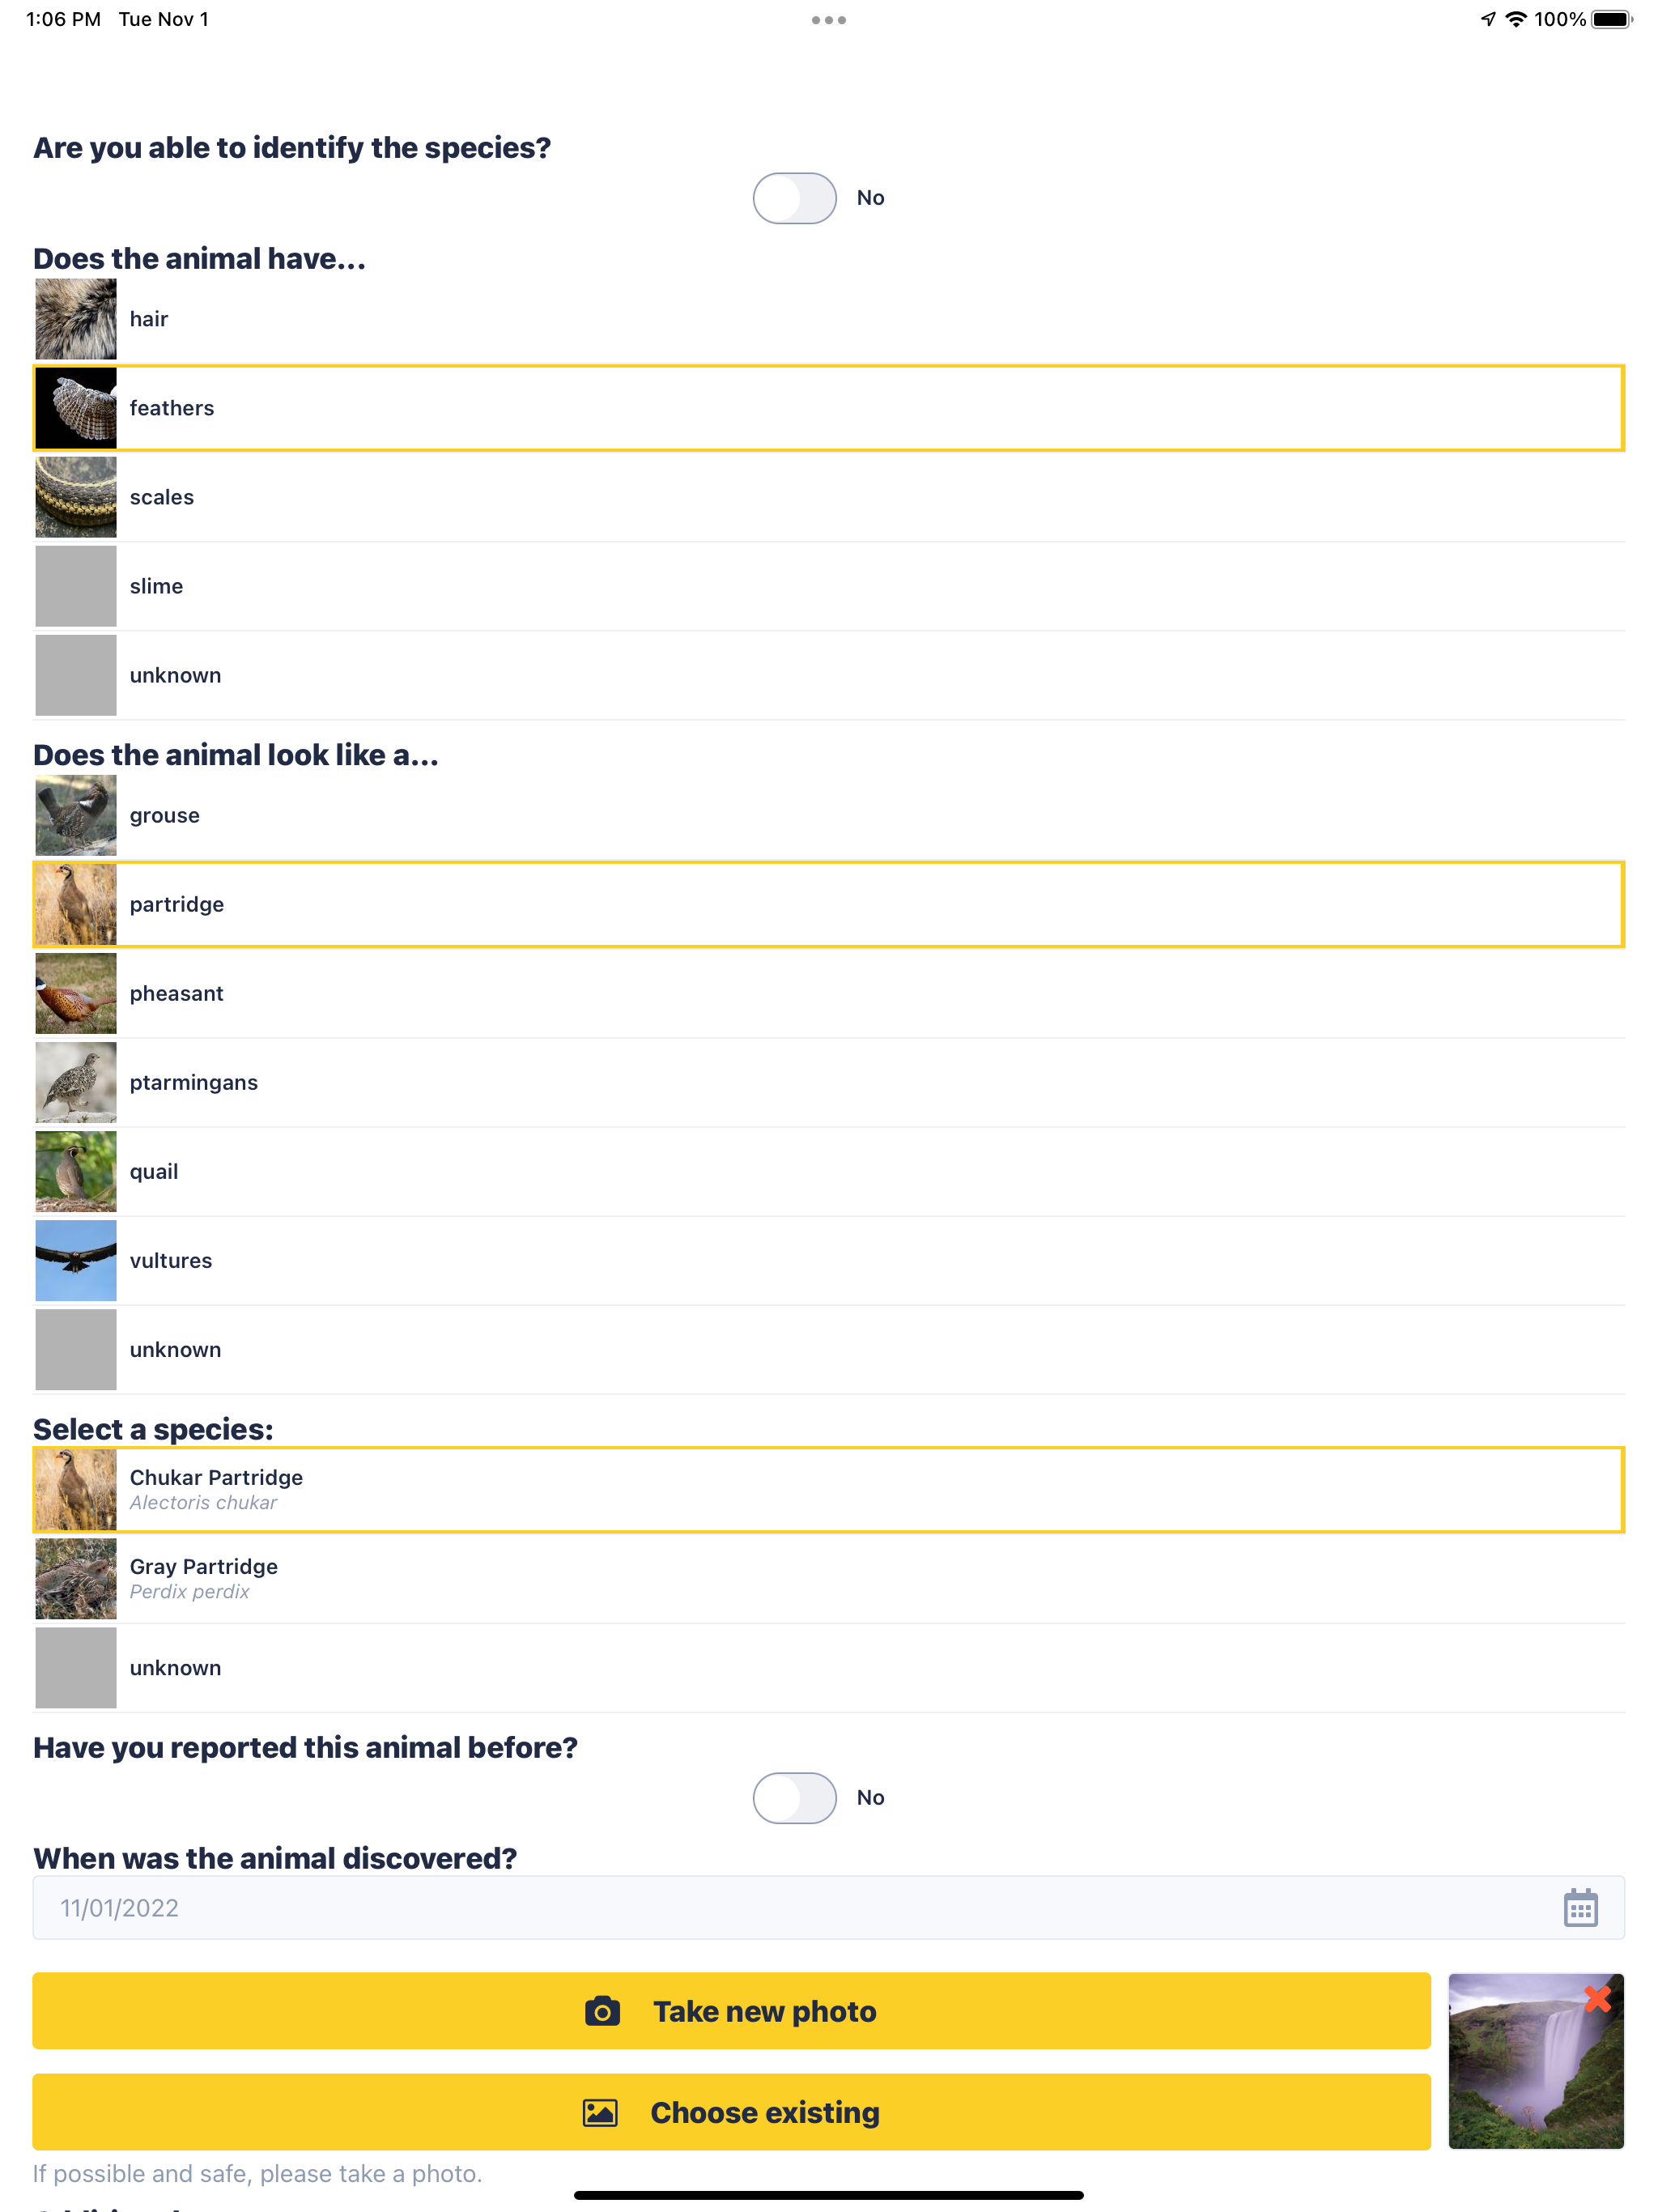 1:06 PM Tue Nov 1
100%
Are you able to identify the species?
No
Does the animal have...
hair
feathers
scales
slime
unknown
Does the animal look like a...
grouse
partridge
pheasant
ptarmingans
quail
vultures
unknown
Select a species:
Chukar Partridge
Alectoris chukar
Gray Partridge
Perdix perdix
unknown
Have you reported this animal before?
No
When was the animal discovered?
11/01/2022
Take new photo
Choose existing
If possible and safe, please take a photo.